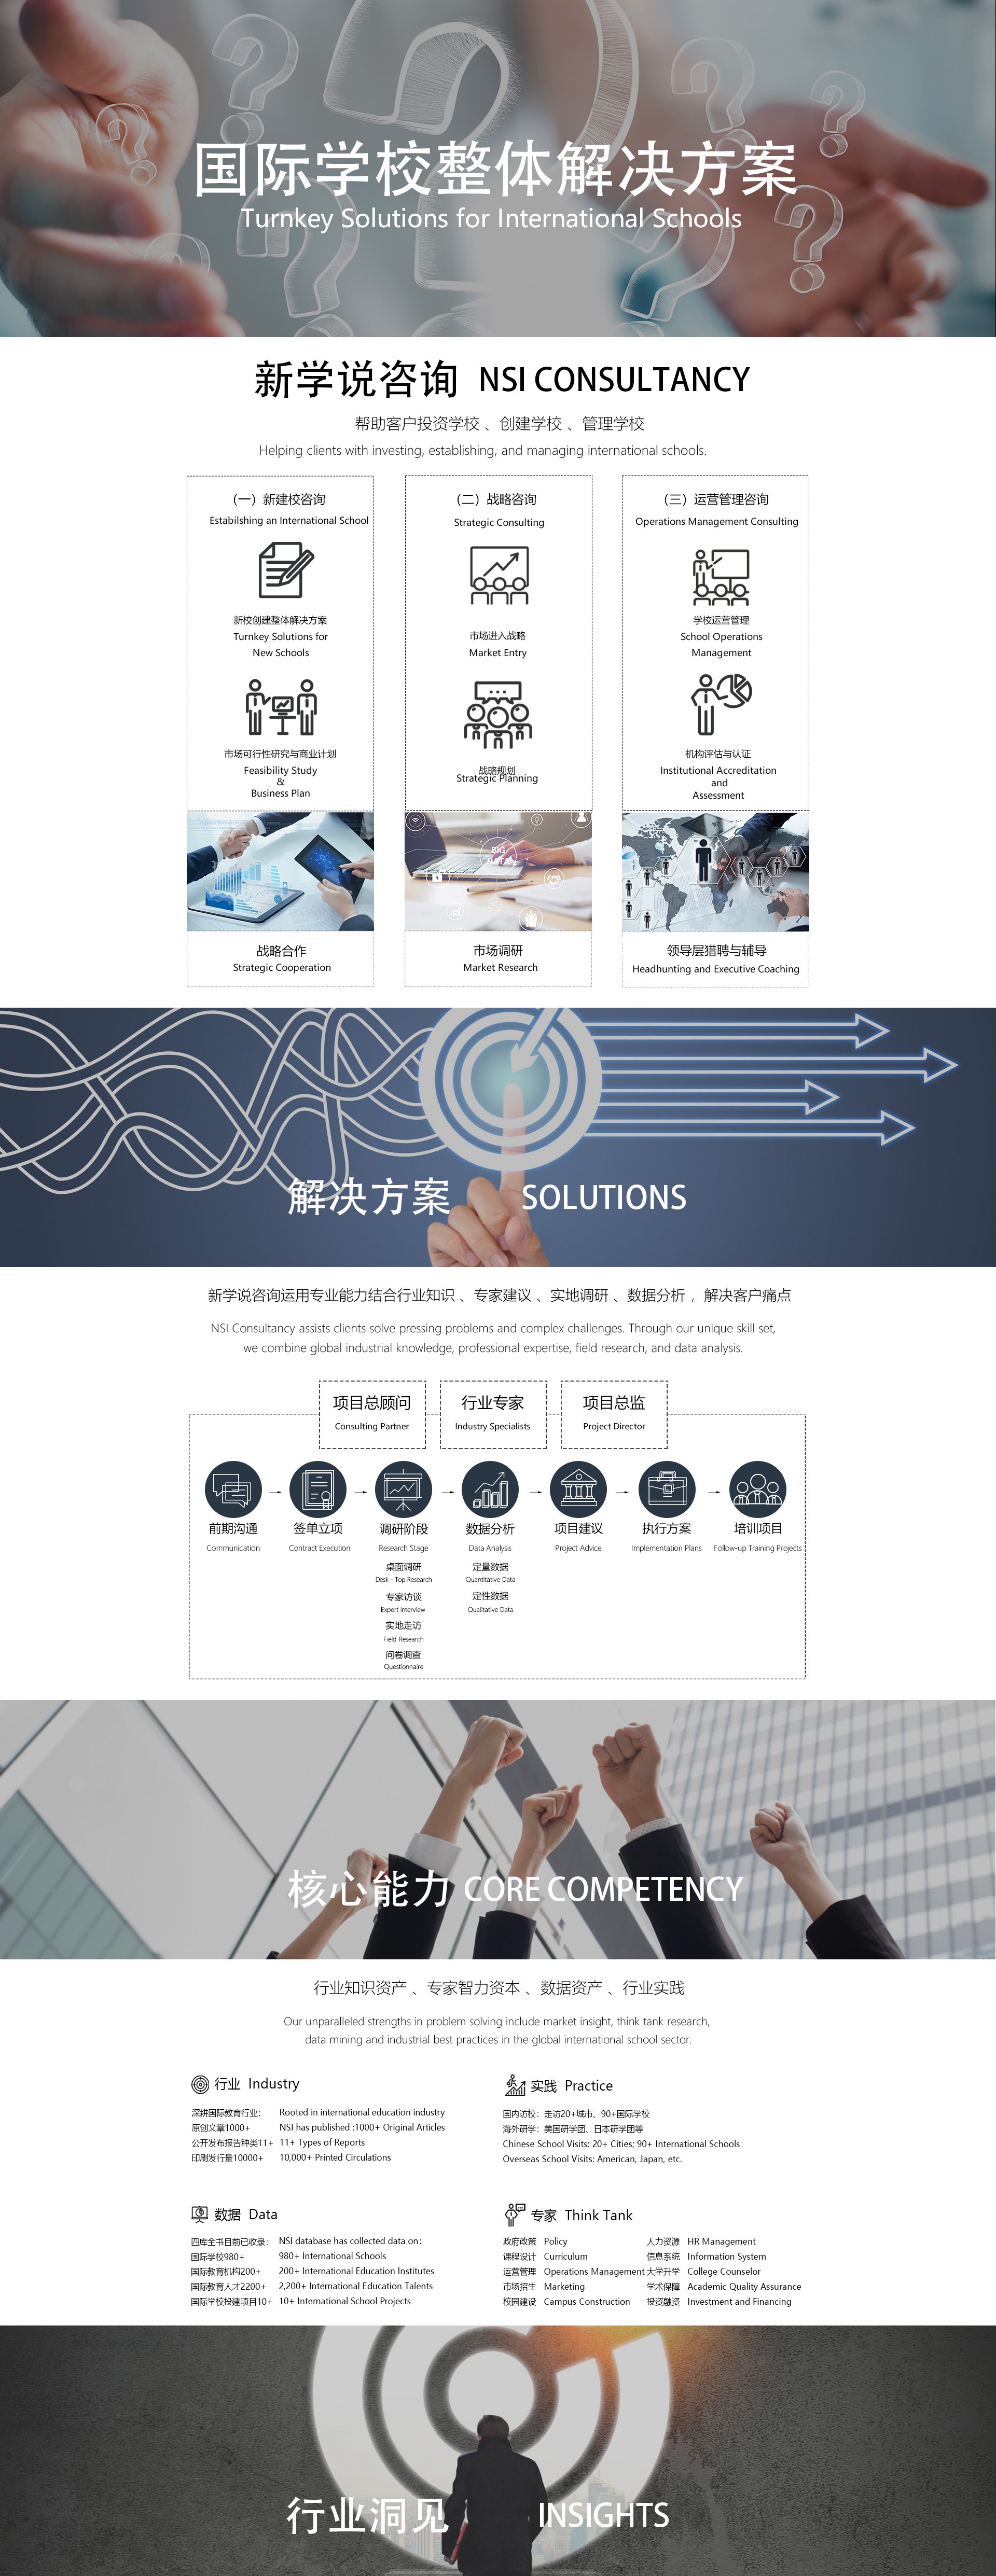 国际学校整体解决方案
Turnkey Solutions for International Schools
新学说咨询 NSI CONSULTANCY
帮助客户投资学校 、创建学校 、管理学校
Helping clients with investing, establishing, and managing international schools.
（一）新建校咨询
Estabilshing an International School
新校创建整体解决方案
Turnkey Solutions for
New Schools
市场可行性研究与商业计划
Feasibility Study
&
Business Plan
（二）战略咨询
Strategic Consulting
市场进入战略
Market Entry
战略规划
Strategic Planning
（三）运营管理咨询
Operations Management Consulting
学校运营管理
School Operations
Management
机构评估与认证
Institutional Accreditation
and
Assessment
战略合作
Strategic Cooperation
BIG
DATA
市场调研
Market Research
领导层猎聘与辅导
Headhunting and Executive Coaching
解决方案 SOLUTIONS
新学说咨询运用专业能力结合行业知识 、专家建议 、实地调研 、数据分析 ，解决客户痛点
NSI Consultancy assists clients solve pressing problems and complex challenges. Through our unique skill set,
we combine global industrial knowledge, professional expertise, field research, and data analysis.
项目总顾问
Consulting Partner
行业专家
Industry Specialists
项目总监
Project Director
前期沟通
Communication
签单立项
Contract Execution
调研阶段
Research Stage
桌面调研
Desk - Top Research
专家访谈
Expert Interview
实地走访
Field Research
问卷调查
Questionnaire
数据分析
Data Analysis
定量数据
Quantitative Data
定性数据
Qualitative Data
项目建议
Project Advice
执行方案
Implementation Plans
培训项目
Follow-up Training Projects
核心能力 CORE COMPETENCY
行业知识资产 、专家智力资本 、数据资产 、行业实践
Our unparalleled strengths in problem solving include market insight, think tank research,
data mining and industrial best practices in the global international school sector.
行业 Industry
深耕国际教育行业： Rooted in international education industry
原创文章1000+ NSI has published :1000+ Original Articles
公开发布报告种类11+ 11+ Types of Reports
印刷发行量10000+ 10,000+ Printed Circulations
实践 Practice
国内访校：走访20+城市、90+国际学校
海外研学：美国研学团、日本研学团等
Chinese School Visits: 20+ Cities; 90+ International Schools
Overseas School Visits: American, Japan, etc.
数据 Data
四库全书目前已收录： NSI database has collected data on：
国际学校980+ 980+ International Schools
国际教育机构200+ 200+ International Education Institutes
国际教育人才2200+ 2,200+ International Education Talents
国际学校投建项目10+ 10+ International School Projects
专家 Think Tank
政府政策 Policy 人力资源 HR Management
课程设计 Curriculum 信息系统 Information System
运营管理 Operations Management 大学升学 College Counselor
市场招生 Marketing 学术保障 Academic Quality Assurance
校园建设 Campus Construction 投资融资 Investment and Financing
行业洞见 INSIGHTS